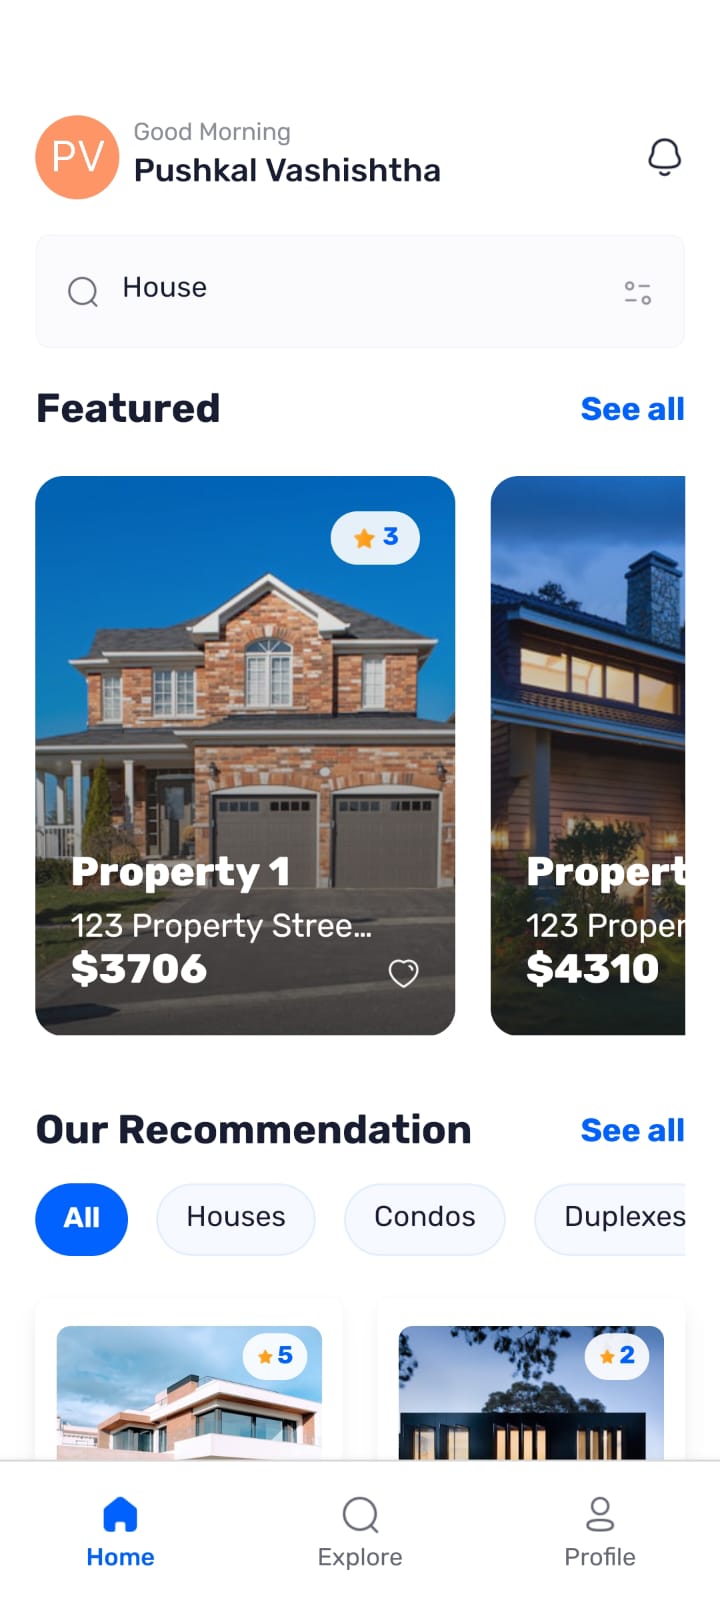 PV
Good Morning
Pushkal Vashishtha
House
Featured
See all
3
Property 1
123 Property Stree...
$3706
Propert
123 Proper
$4310
Our Recommendation
See all
All
Houses
Condos
Duplexes
5
2
Home
Explore
Profile